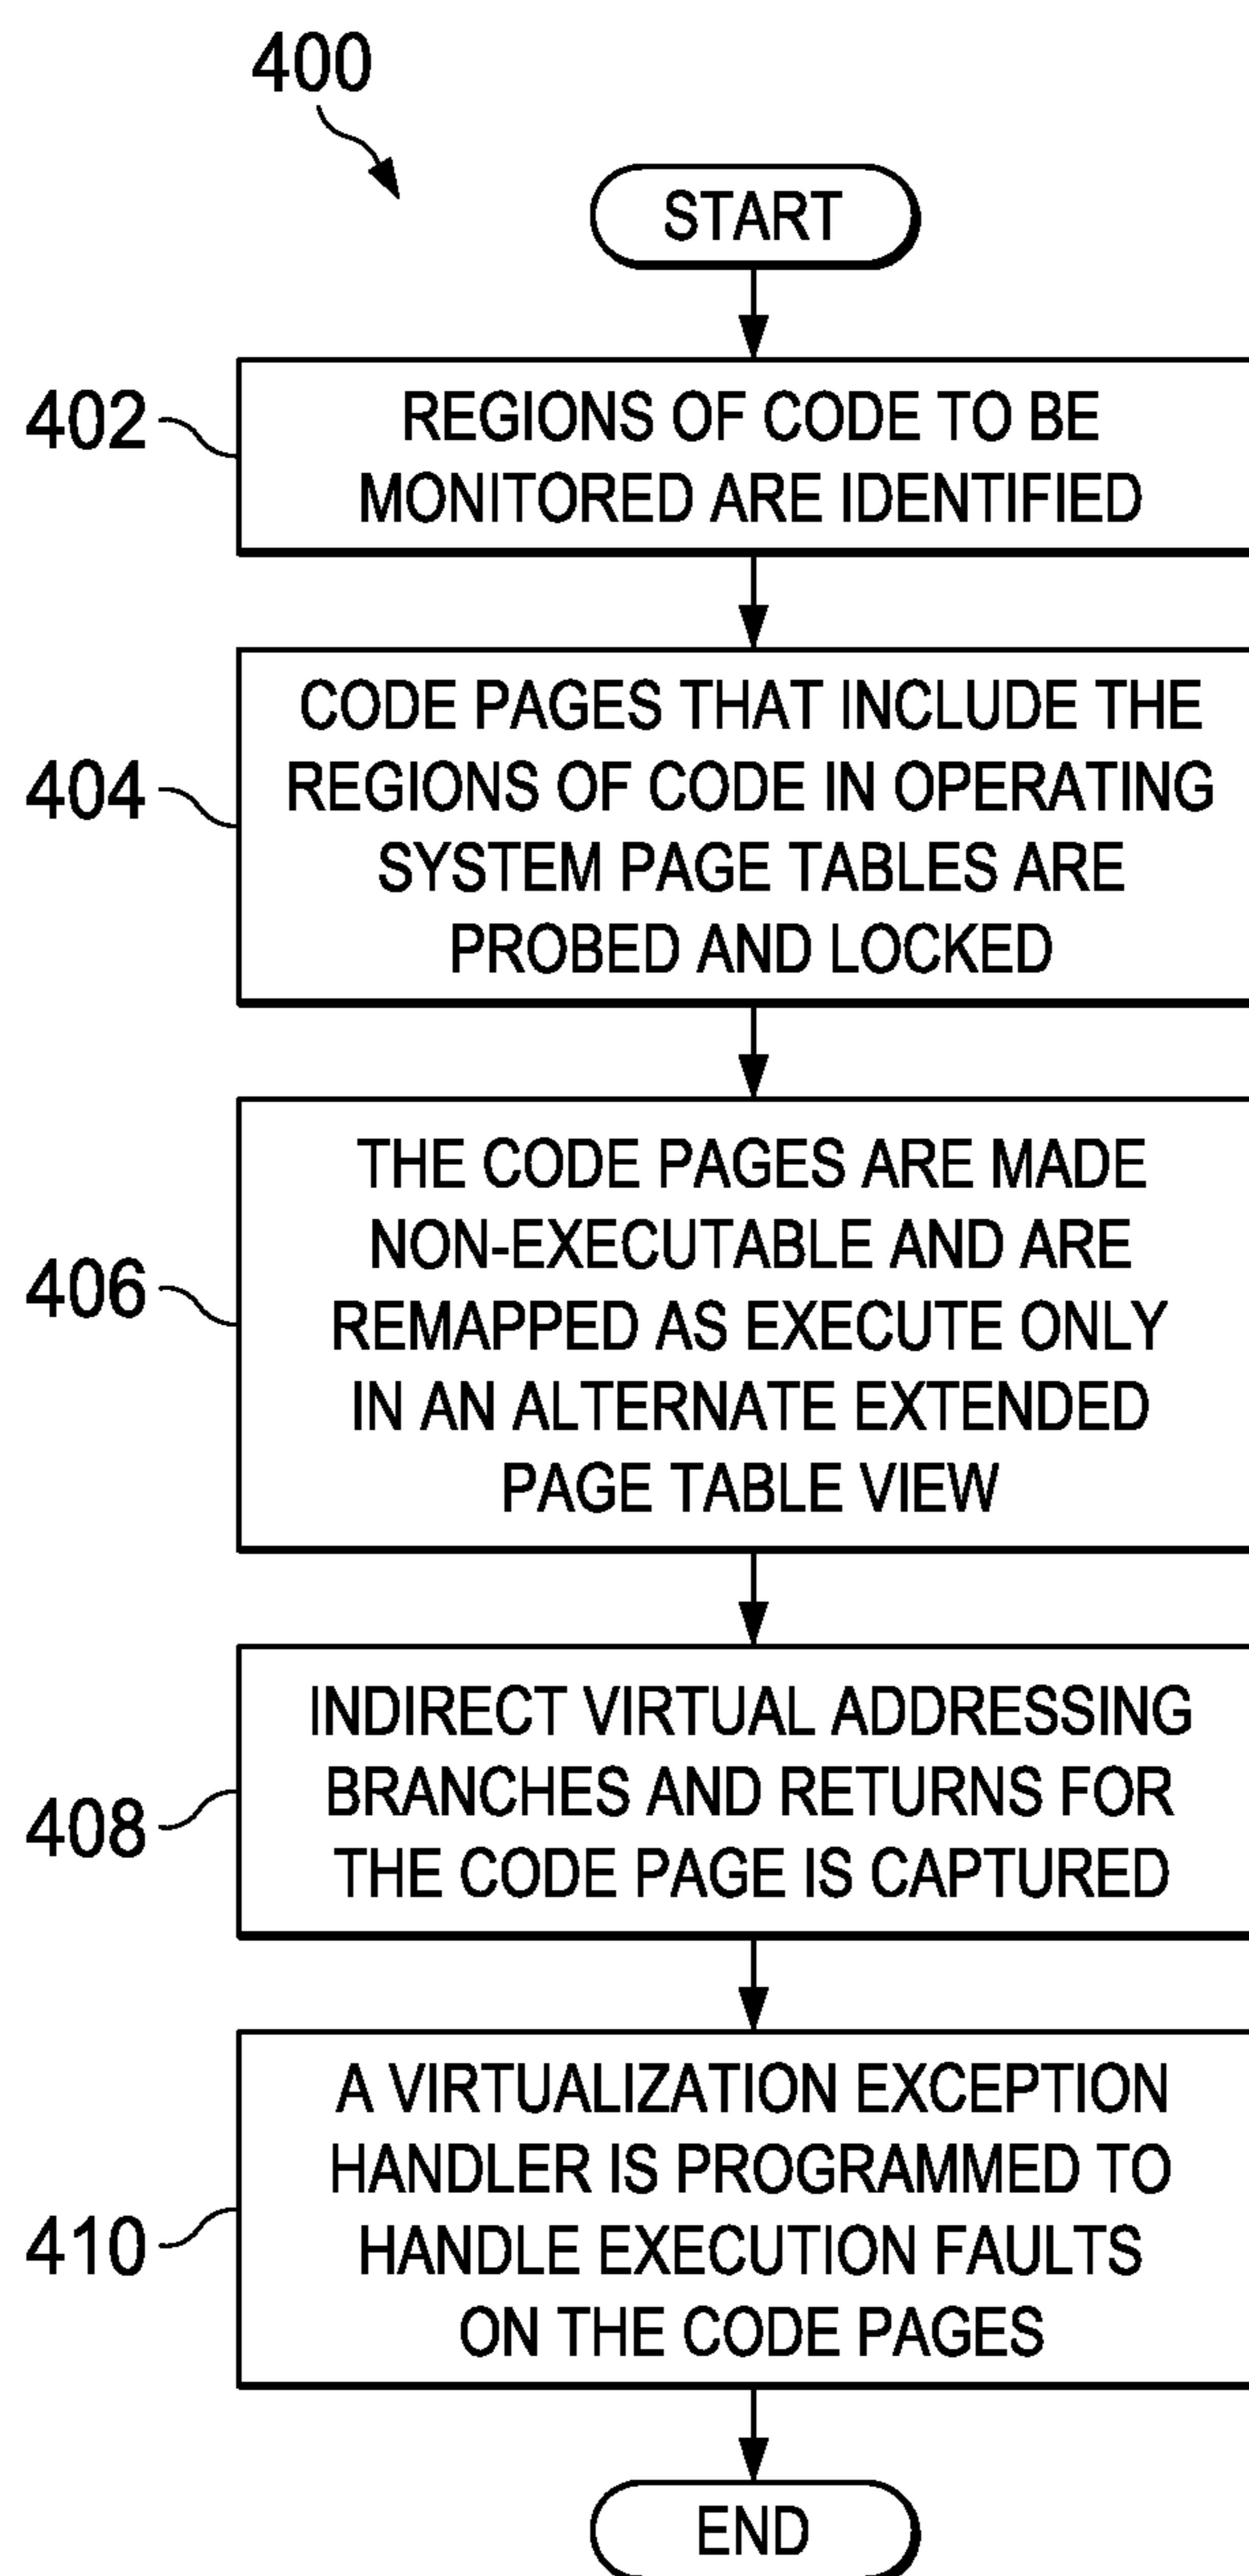 400
START
402
REGIONS OF CODE TO BE
MONITORED ARE IDENTIFIED
404
CODE PAGES THAT INCLUDE THE
REGIONS OF CODE IN OPERATING
SYSTEM PAGE TABLES ARE
PROBED AND LOCKED
406
THE CODE PAGES ARE MADE
NON-EXECUTABLE AND ARE
REMAPPED AS EXECUTE ONLY
IN AN ALTERNATE EXTENDED
PAGE TABLE VIEW
408
INDIRECT VIRTUAL ADDRESSING
BRANCHES AND RETURNS FOR
THE CODE PAGE IS CAPTURED
410
A VIRTUALIZATION EXCEPTION
HANDLER IS PROGRAMMED TO
HANDLE EXECUTION FAULTS
ON THE CODE PAGES
END